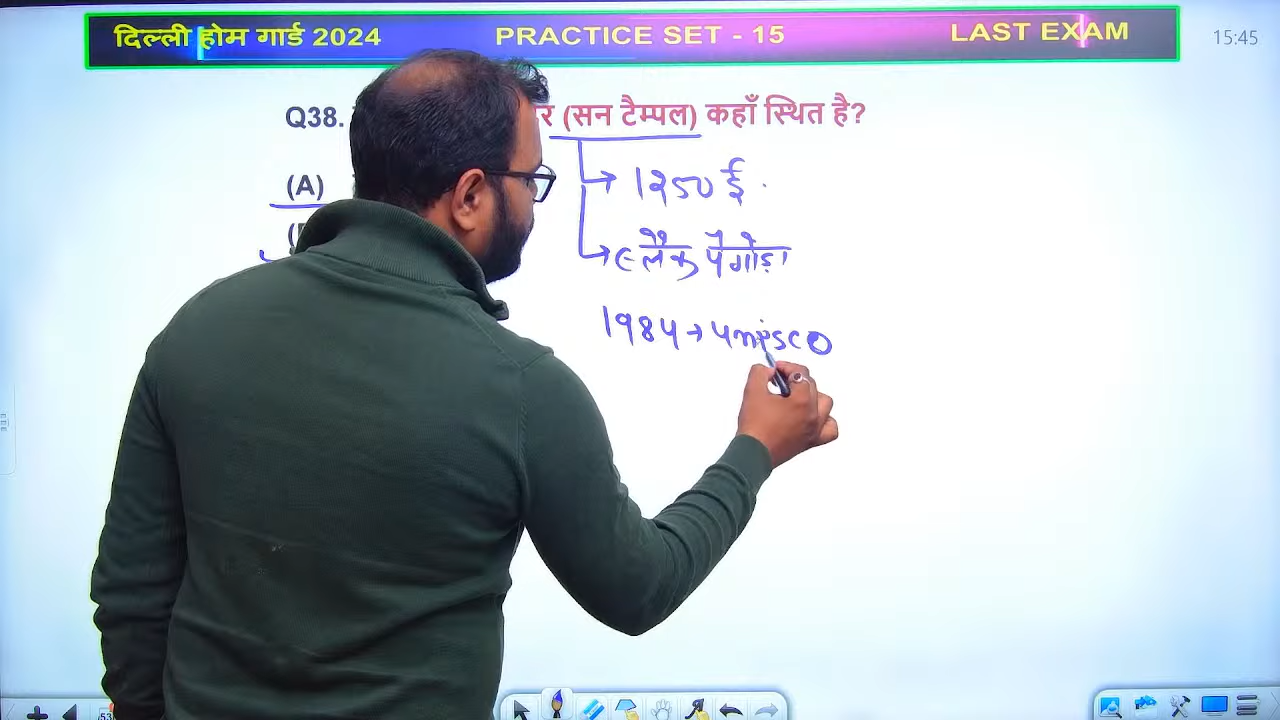 दिल्ली होम गार्ड 2024 PRACTICE SET - 15 LAST EXAM
15:45
Q38. र (सन टैम्पल) कहाँ स्थित है?
(A)
1250 ई.
ब्लैक पैगोडा
1984 → unesco